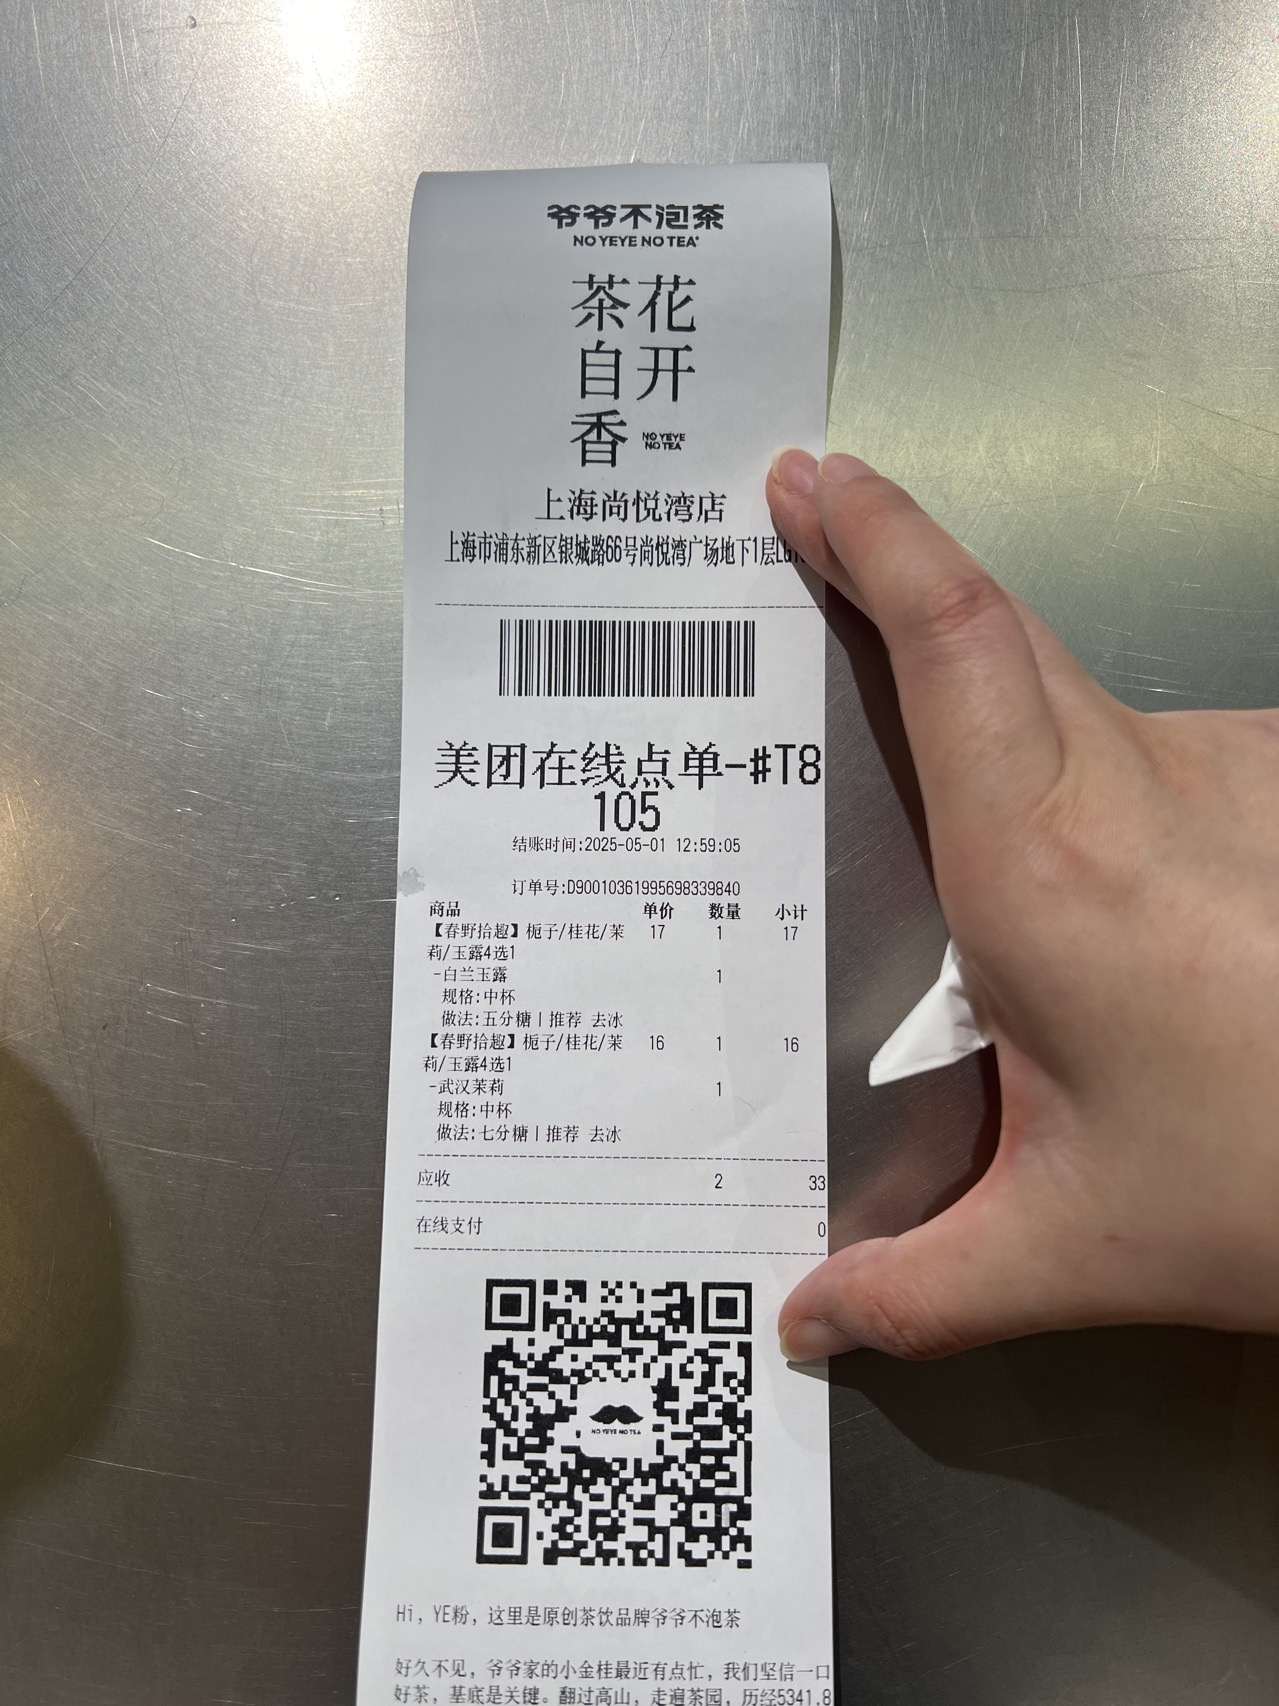 爷爷不泡茶
NO YEYE NO TEA
花开
茶自香
NO YEYE
NO TEA
上海尚悦湾店
上海市浦东新区银城路66号尚悦湾广场地下1层
美团在线点单-#T8
105
结账时间:2025-05-01 12:59:05
订单号:D90010361995698339840
商品 单价 数量 小计
【春野拾趣】栀子/桂花/茉 17 1 17
莉/玉露4选1
-白兰玉露 1
规格:中杯
做法:五分糖|推荐 去冰
【春野拾趣】栀子/桂花/茉 16 1 16
莉/玉露4选1
-武汉茉莉 1
规格:中杯
做法:七分糖|推荐 去冰
应收 2 33
在线支付 0
NO YEYE NO TEA
Hi, YE粉, 这里是原创茶饮品牌爷爷不泡茶
好久不见, 爷爷家的小金桂最近有点忙, 我们坚信一口
好茶, 基底是关键。翻过高山, 走遍茶园, 历经5341.8